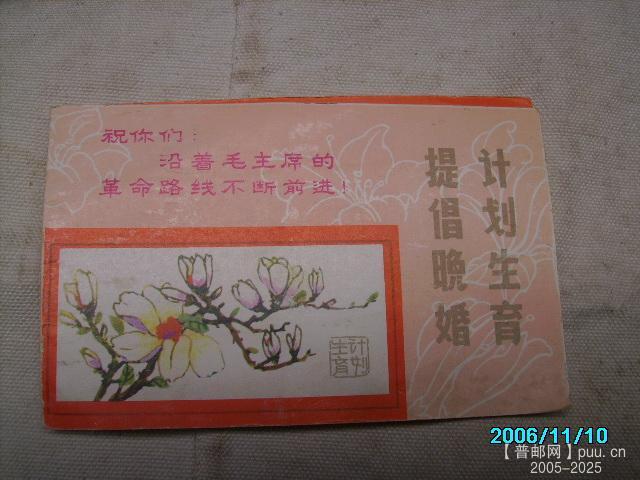 祝你们：
沿着毛主席的
革命路线不断前进！
计划生育
提倡晚婚
计划
生育
2006/11/10
【普邮网】puu.cn
2005-2025